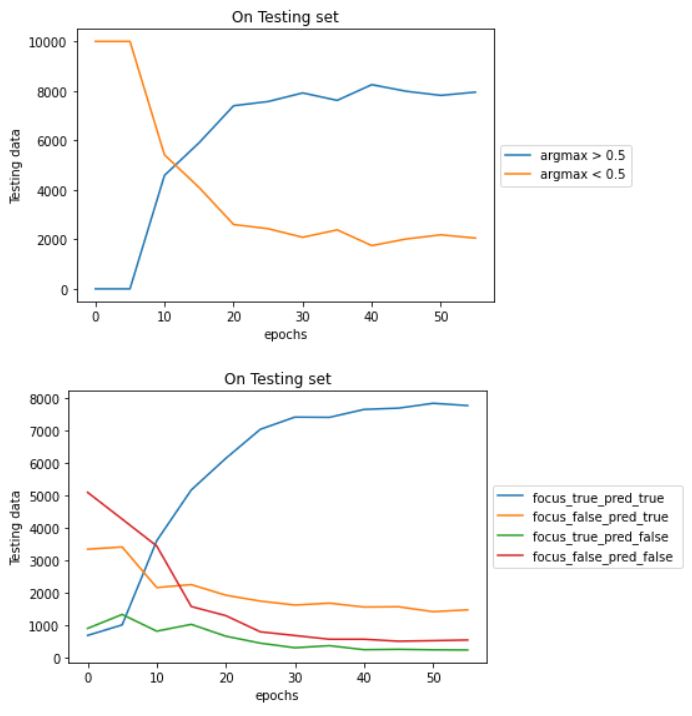 On Testing set
10000
8000
6000
4000
2000
0
Testing data
0 10 20 30 40 50
epochs
argmax > 0.5
argmax < 0.5
On Testing set
8000
7000
6000
5000
4000
3000
2000
1000
0
Testing data
0 10 20 30 40 50
epochs
focus_true_pred_true
focus_false_pred_true
focus_true_pred_false
focus_false_pred_false